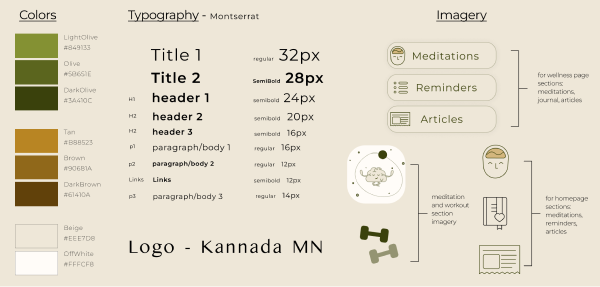 Colors
LightOlive
#849133
Olive
#5B651E
DarkOlive
#3A410C
Tan
#B88523
Brown
#90681A
DarkBrown
#61410A
Beige
#EEE7D8
OffWhite
#FFFCF8
Typography - Montserrat
Title 1 regular 32px
Title 2 SemiBold 28px
H1 header 1 semibold 24px
H2 header 2 semibold 20px
H2 header 3 semibold 16px
p1 paragraph/body 1 regular 16px
p2 paragraph/body 2 regular 12px
Links Links semibold 12px
p3 paragraph/body 3 regular 14px
Logo - Kannada MN
Imagery
Meditations
Reminders
Articles
for wellness page
sections:
meditations,
journal, articles
meditation
and workout
section
imagery
for homepage
sections:
meditations,
reminders,
articles